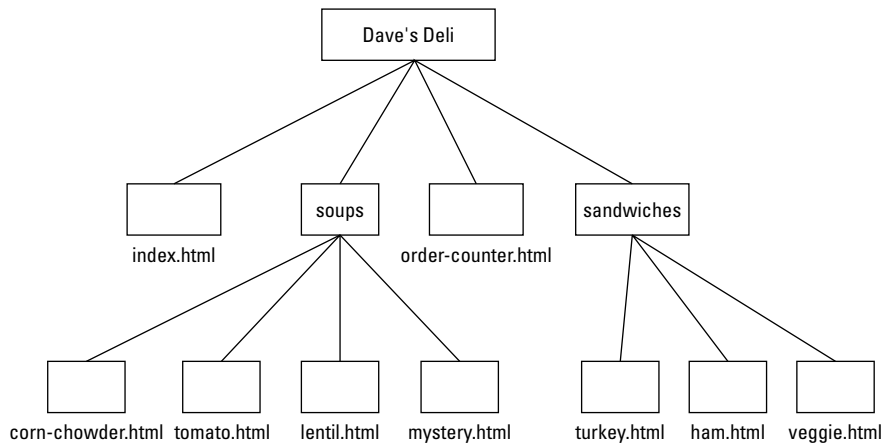 Dave's Deli
soups
sandwiches
index.html
order-counter.html
corn-chowder.html
tomato.html
lentil.html
mystery.html
turkey.html
ham.html
veggie.html